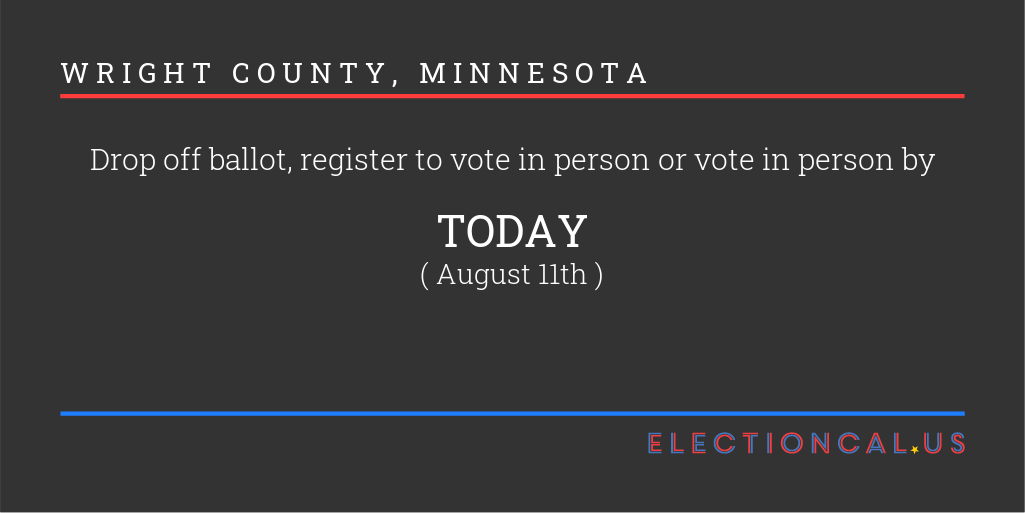 WRIGHT COUNTY, MINNESOTA
Drop off ballot, register to vote in person or vote in person by
TODAY
( August 11th )
ELECTIONCAL.US